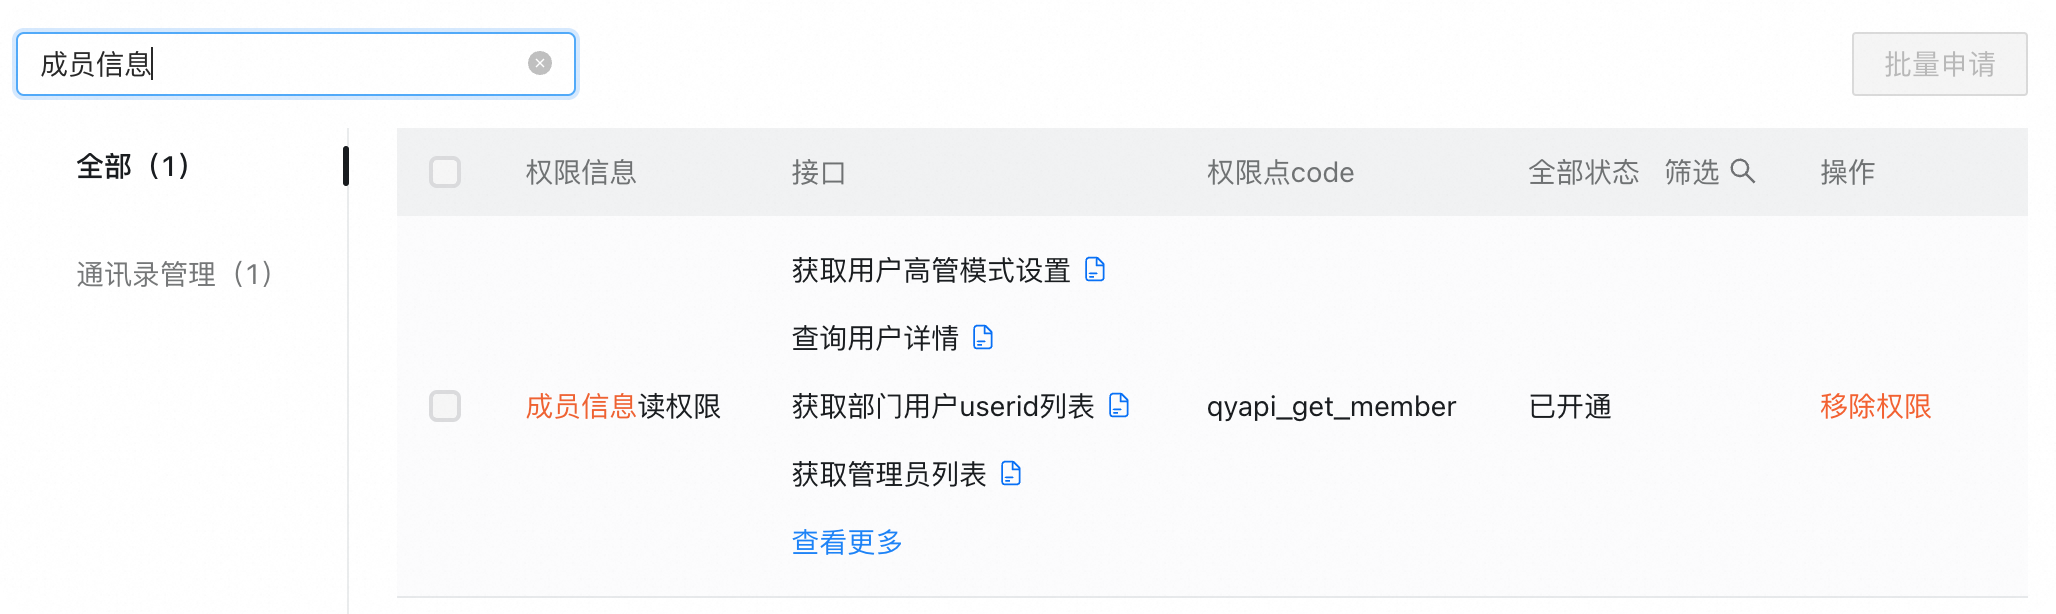 成员信息
批量申请
全部（1）
通讯录管理（1）
权限信息 接口 权限点code 全部状态 筛选 操作
获取用户高管模式设置
查询用户详情
成员信息读权限 获取部门用户userid列表 qyapi_get_member 已开通 移除权限
获取管理员列表
查看更多